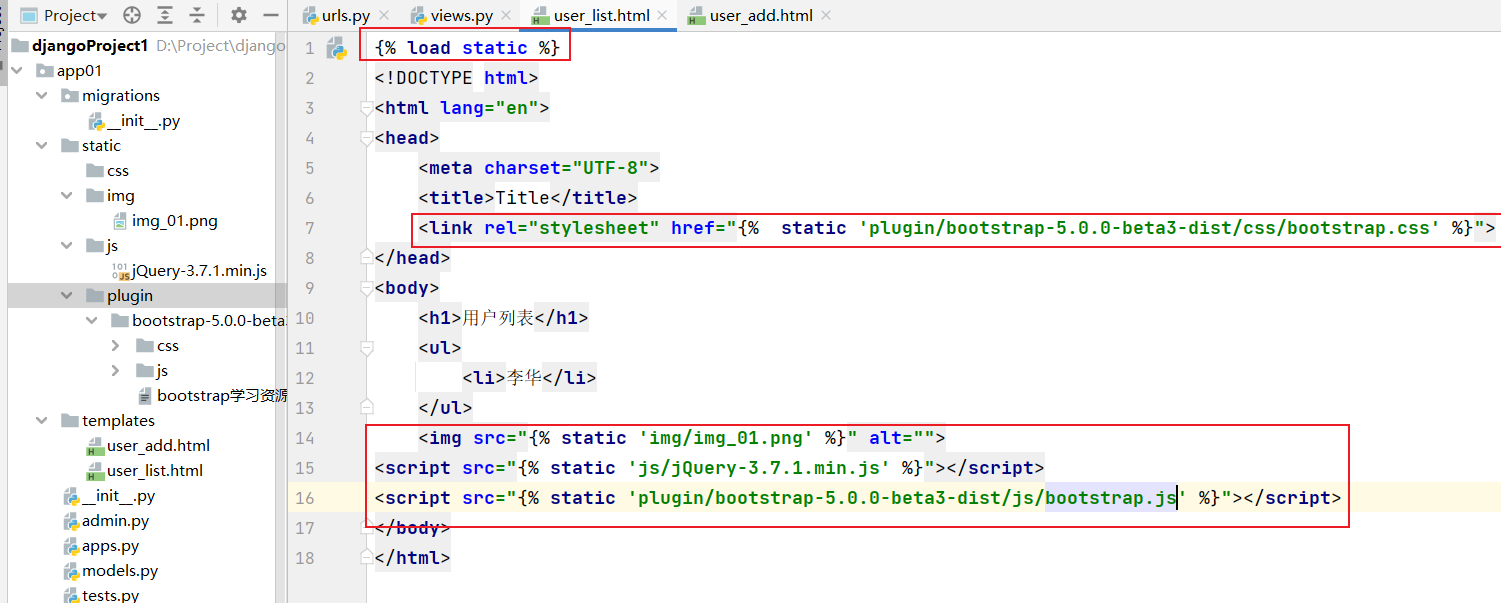 Project
urls.py
views.py
user_list.html
user_add.html
djangoProject1 D:\Project\django
app01
migrations
__init__.py
static
css
img
img_01.png
js
jQuery-3.7.1.min.js
plugin
bootstrap-5.0.0-beta
css
js
bootstrap学习资源
templates
user_add.html
user_list.html
__init__.py
admin.py
apps.py
models.py
tests.py
1 {% load static %}
2 <!DOCTYPE html>
3 <html lang="en">
4 <head>
5 <meta charset="UTF-8">
6 <title>Title</title>
7 <link rel="stylesheet" href="{%  static 'plugin/bootstrap-5.0.0-beta3-dist/css/bootstrap.css' %}">
8 </head>
9 <body>
10 <h1>用户列表</h1>
11 <ul>
12 <li>李华</li>
13 </ul>
14 <img src="{% static 'img/img_01.png' %}" alt="">
15 <script src="{% static 'js/jQuery-3.7.1.min.js' %}"></script>
16 <script src="{% static 'plugin/bootstrap-5.0.0-beta3-dist/js/bootstrap.js' %}"></script>
17 </body>
18 </html>